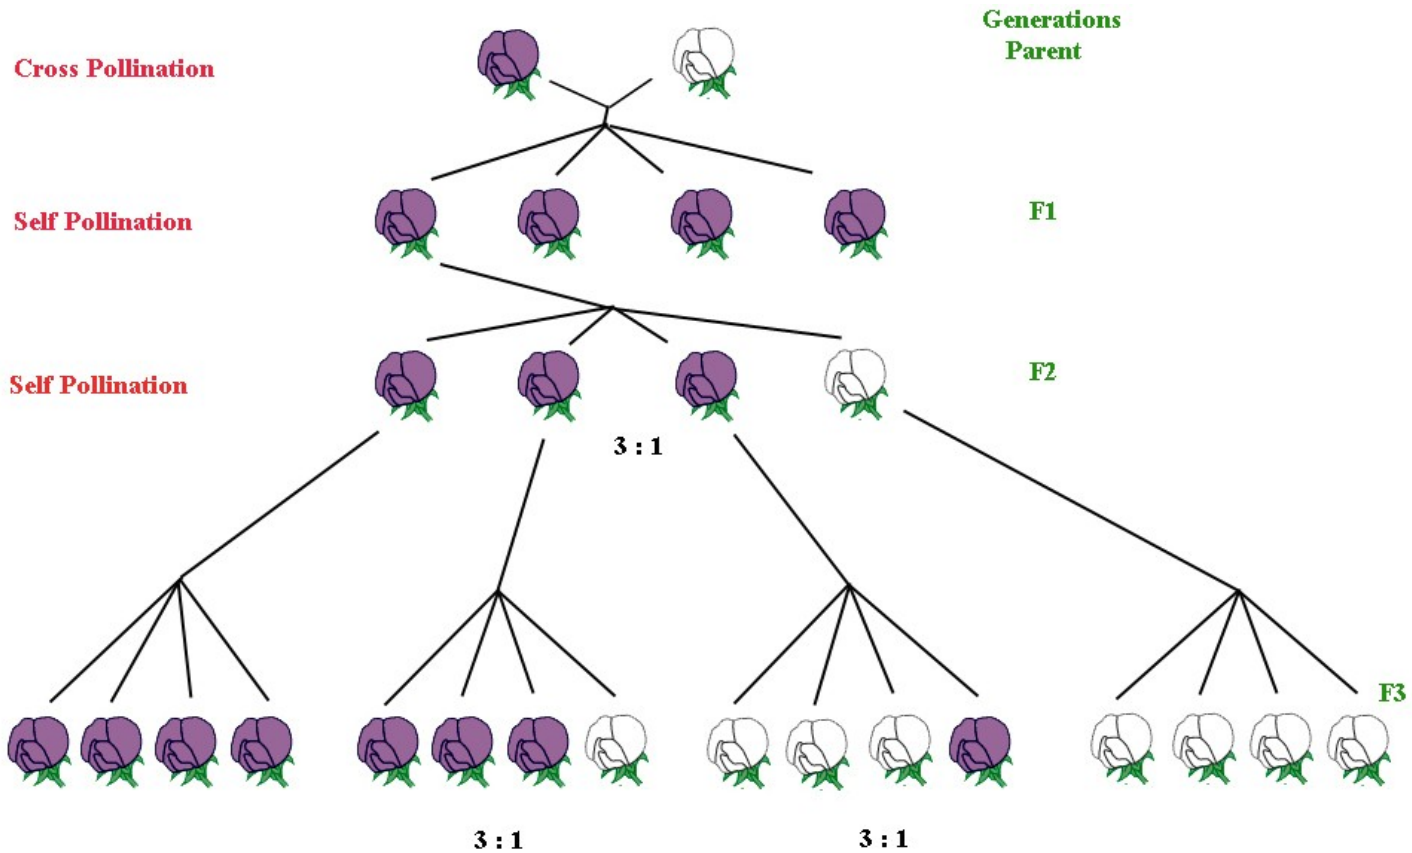 Generations
Parent
Cross Pollination
Self Pollination
F1
Self Pollination
F2
3 : 1
F3
3 : 1
3 : 1